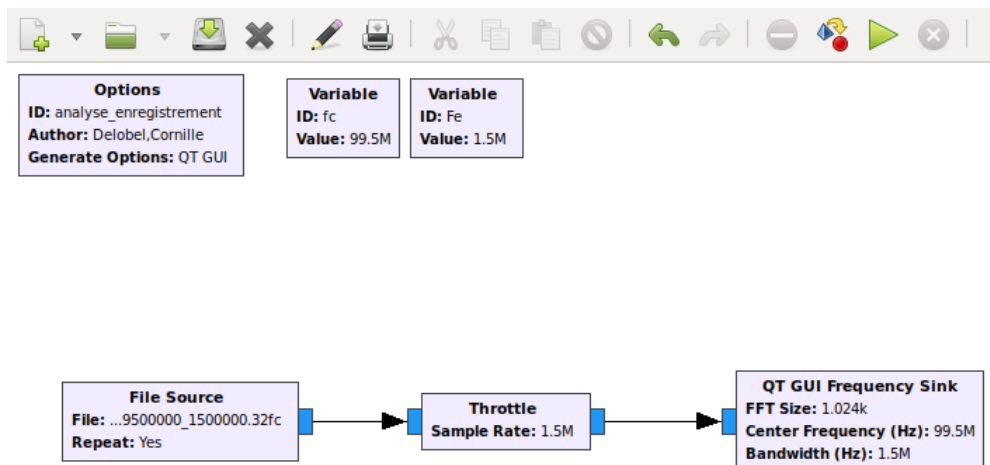 Options
ID: analyse_enregistrement
Author: Delobel,Cornille
Generate Options: QT GUI
Variable
ID: fc
Value: 99.5M
Variable
ID: Fe
Value: 1.5M
File Source
File: ...9500000_1500000.32fc
Repeat: Yes
Throttle
Sample Rate: 1.5M
QT GUI Frequency Sink
FFT Size: 1.024k
Center Frequency (Hz): 99.5M
Bandwidth (Hz): 1.5M